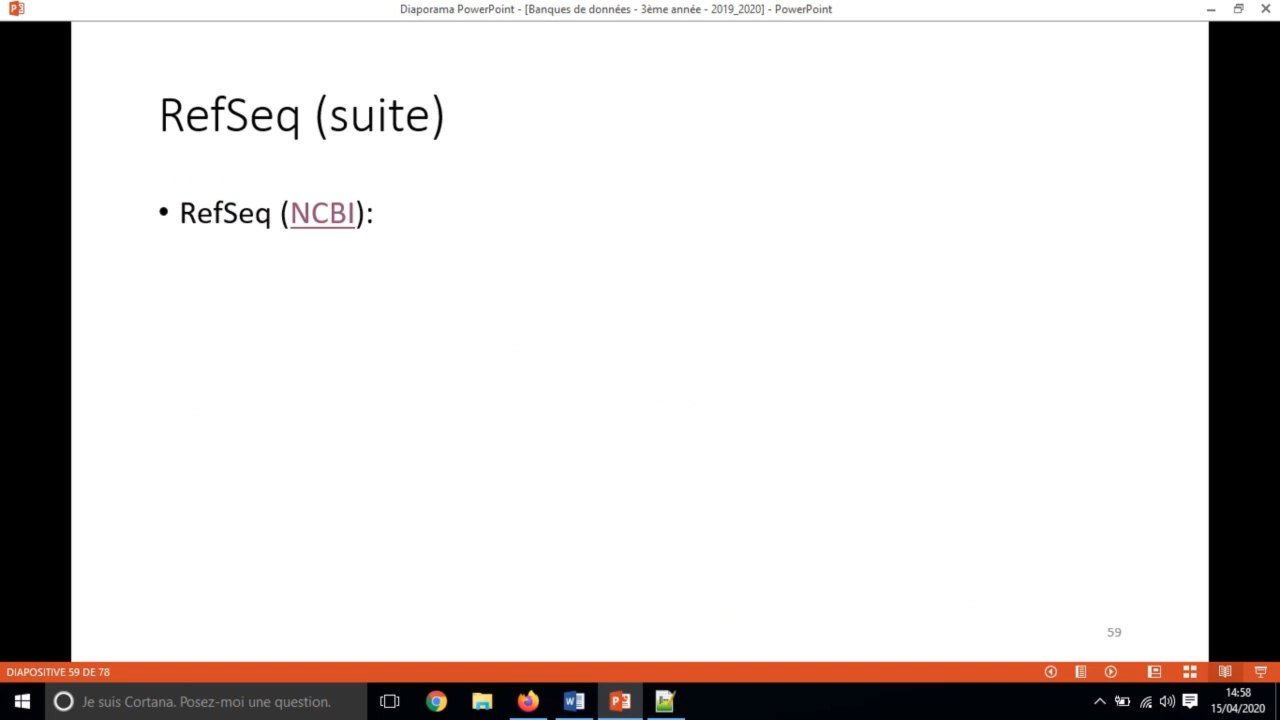 Diaporama PowerPoint - [Banques de données - 3ème année - 2019_2020] - PowerPoint
RefSeq (suite)
• RefSeq (NCBI):
59
DIAPOSITIVE 59 DE 78
Je suis Cortana. Posez-moi une question.
14:58
15/04/2020